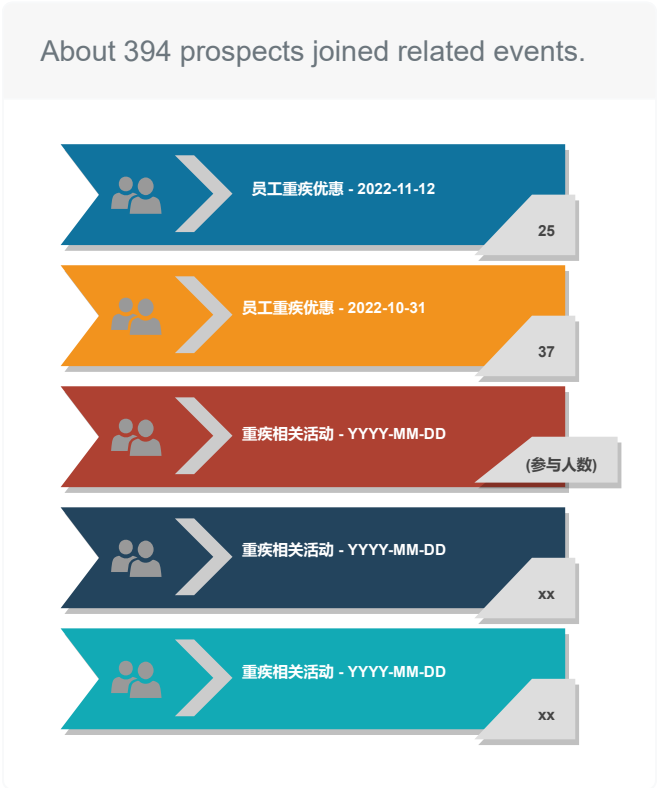 About 394 prospects joined related events.
员工重疾优惠 - 2022-11-12
25
员工重疾优惠 - 2022-10-31
37
重疾相关活动 - YYYY-MM-DD
(参与人数)
重疾相关活动 - YYYY-MM-DD
xx
重疾相关活动 - YYYY-MM-DD
xx